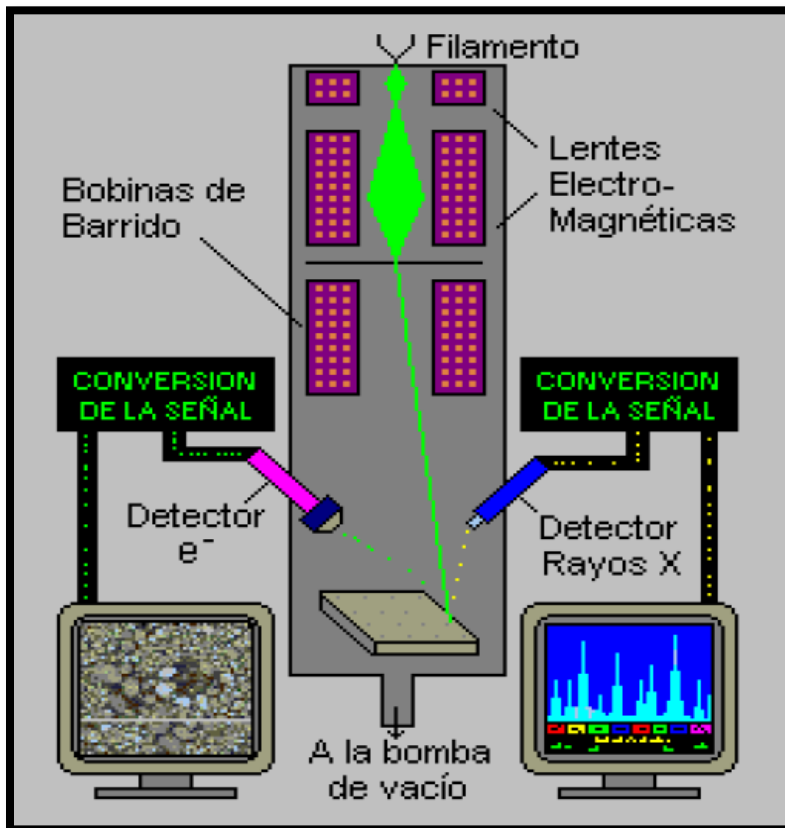 Filamento
Lentes
Electro-
Magnéticas
Bobinas de
Barrido
CONVERSION
DE LA SEÑAL
CONVERSION
DE LA SEÑAL
Detector
e-
Detector
Rayos X
A la bomba
de vacío